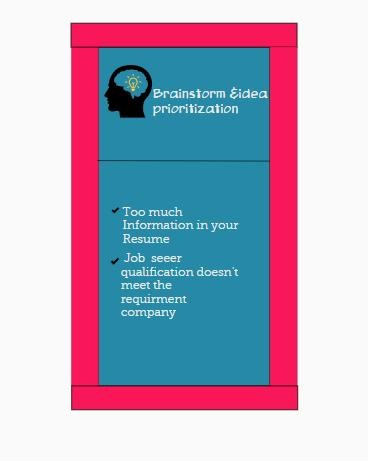 Brainstorm &idea
prioritization
Too much
Information in your
Resume
Job seeer
qualification doesn't
meet the
requirment
company